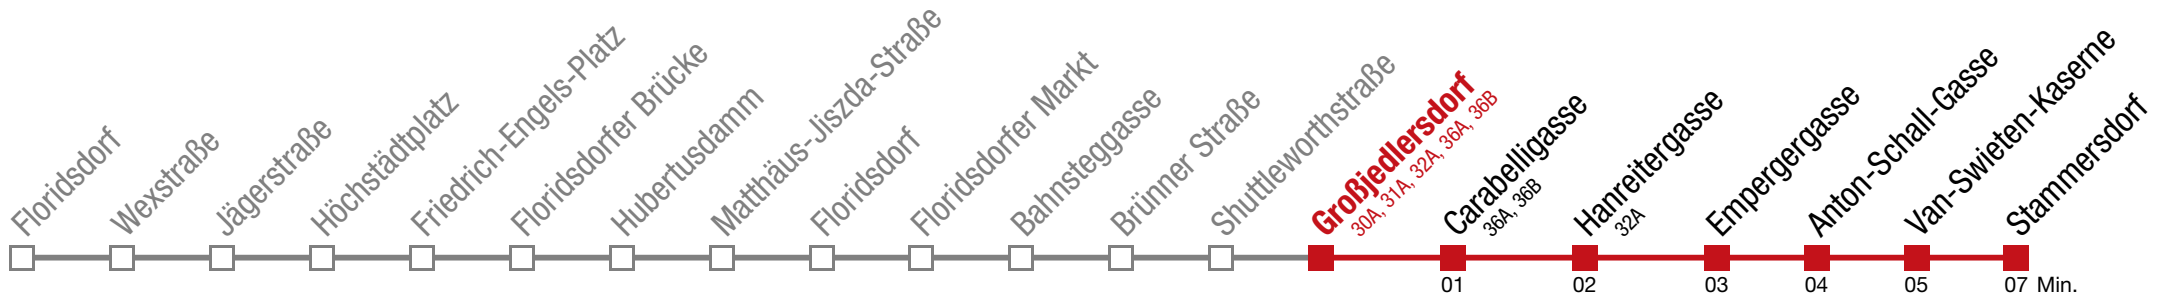 Floridsdorf
Wexstraße
Jägerstraße
Höchstädtplatz
Friedrich-Engels-Platz
Floridsdorfer Brücke
Hubertusdamm
Matthäus-Jiszda-Straße
Floridsdorf
Floridsdorfer Markt
Bahnsteggasse
Brünner Straße
Shuttleworthstraße
Großjedlersdorf
30A, 31A, 32A, 36A, 36B
Carabelligasse
36A, 36B
Hanreitergasse
32A
Empergergasse
Anton-Schall-Gasse
Van-Swieten-Kaserne
Stammersdorf
01 02 03 04 05 07 Min.